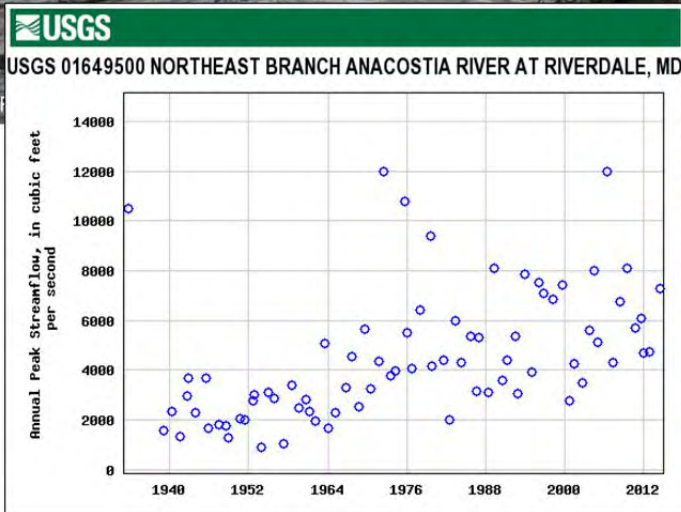 USGS
USGS 01649500 NORTHEAST BRANCH ANACOSTIA RIVER AT RIVERDALE, MD
Annual Peak Streamflow, in cubic feet
per second
14000
12000
10000
8000
6000
4000
2000
0
1940 1952 1964 1976 1988 2000 2012